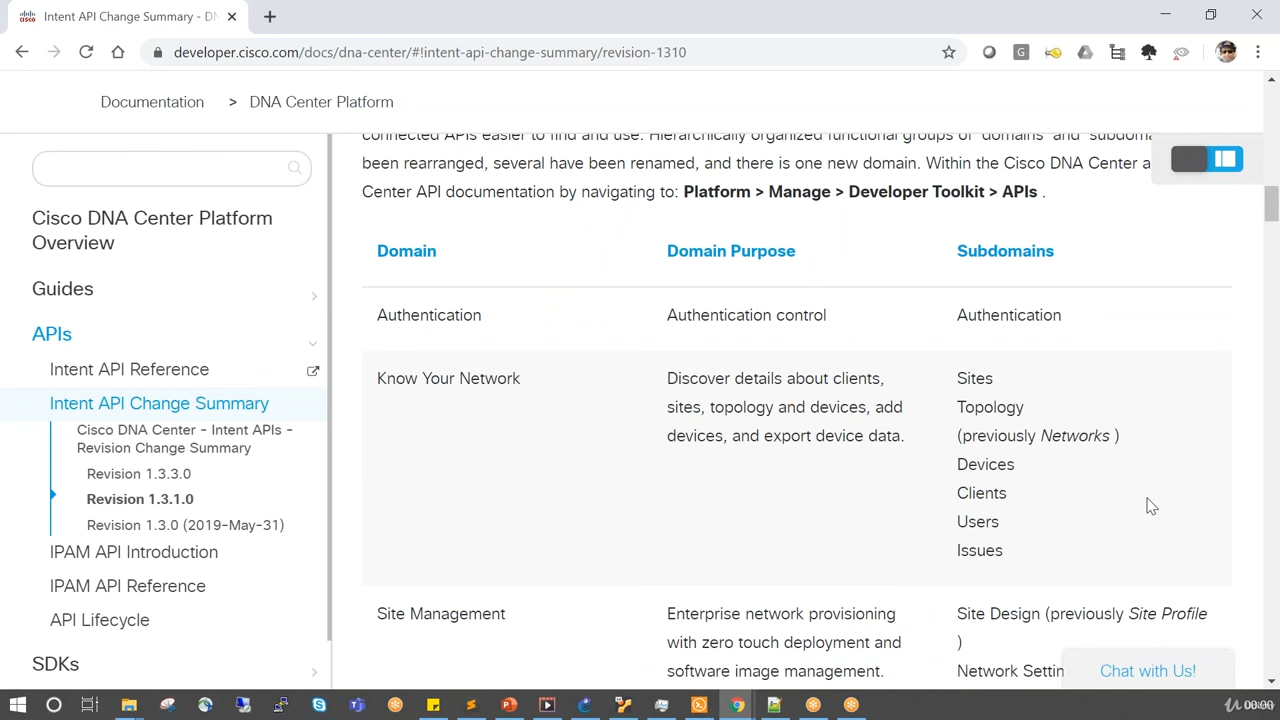 Intent API Change Summary - DN
developer.cisco.com/docs/dna-center/#!intent-api-change-summary/revision-1310
Documentation > DNA Center Platform
connected APIs easier to find and use. Hierarchically organized functional groups of "domains" and "subdoma
been rearranged, several have been renamed, and there is one new domain. Within the Cisco DNA Center a
Center API documentation by navigating to: Platform > Manage > Developer Toolkit > APIs .
Cisco DNA Center Platform
Overview
Guides
APIs
Intent API Reference
Intent API Change Summary
Cisco DNA Center - Intent APIs -
Revision Change Summary
Revision 1.3.3.0
Revision 1.3.1.0
Revision 1.3.0 (2019-May-31)
IPAM API Introduction
IPAM API Reference
API Lifecycle
SDKs
Domain Domain Purpose Subdomains
Authentication Authentication control Authentication
Know Your Network Discover details about clients, Sites
sites, topology and devices, add Topology
devices, and export device data. (previously Networks )
Devices
Clients
Users
Issues
Site Management Enterprise network provisioning Site Design (previously Site Profile
with zero touch deployment and )
software image management. Network Settin
Chat with Us!
00:00